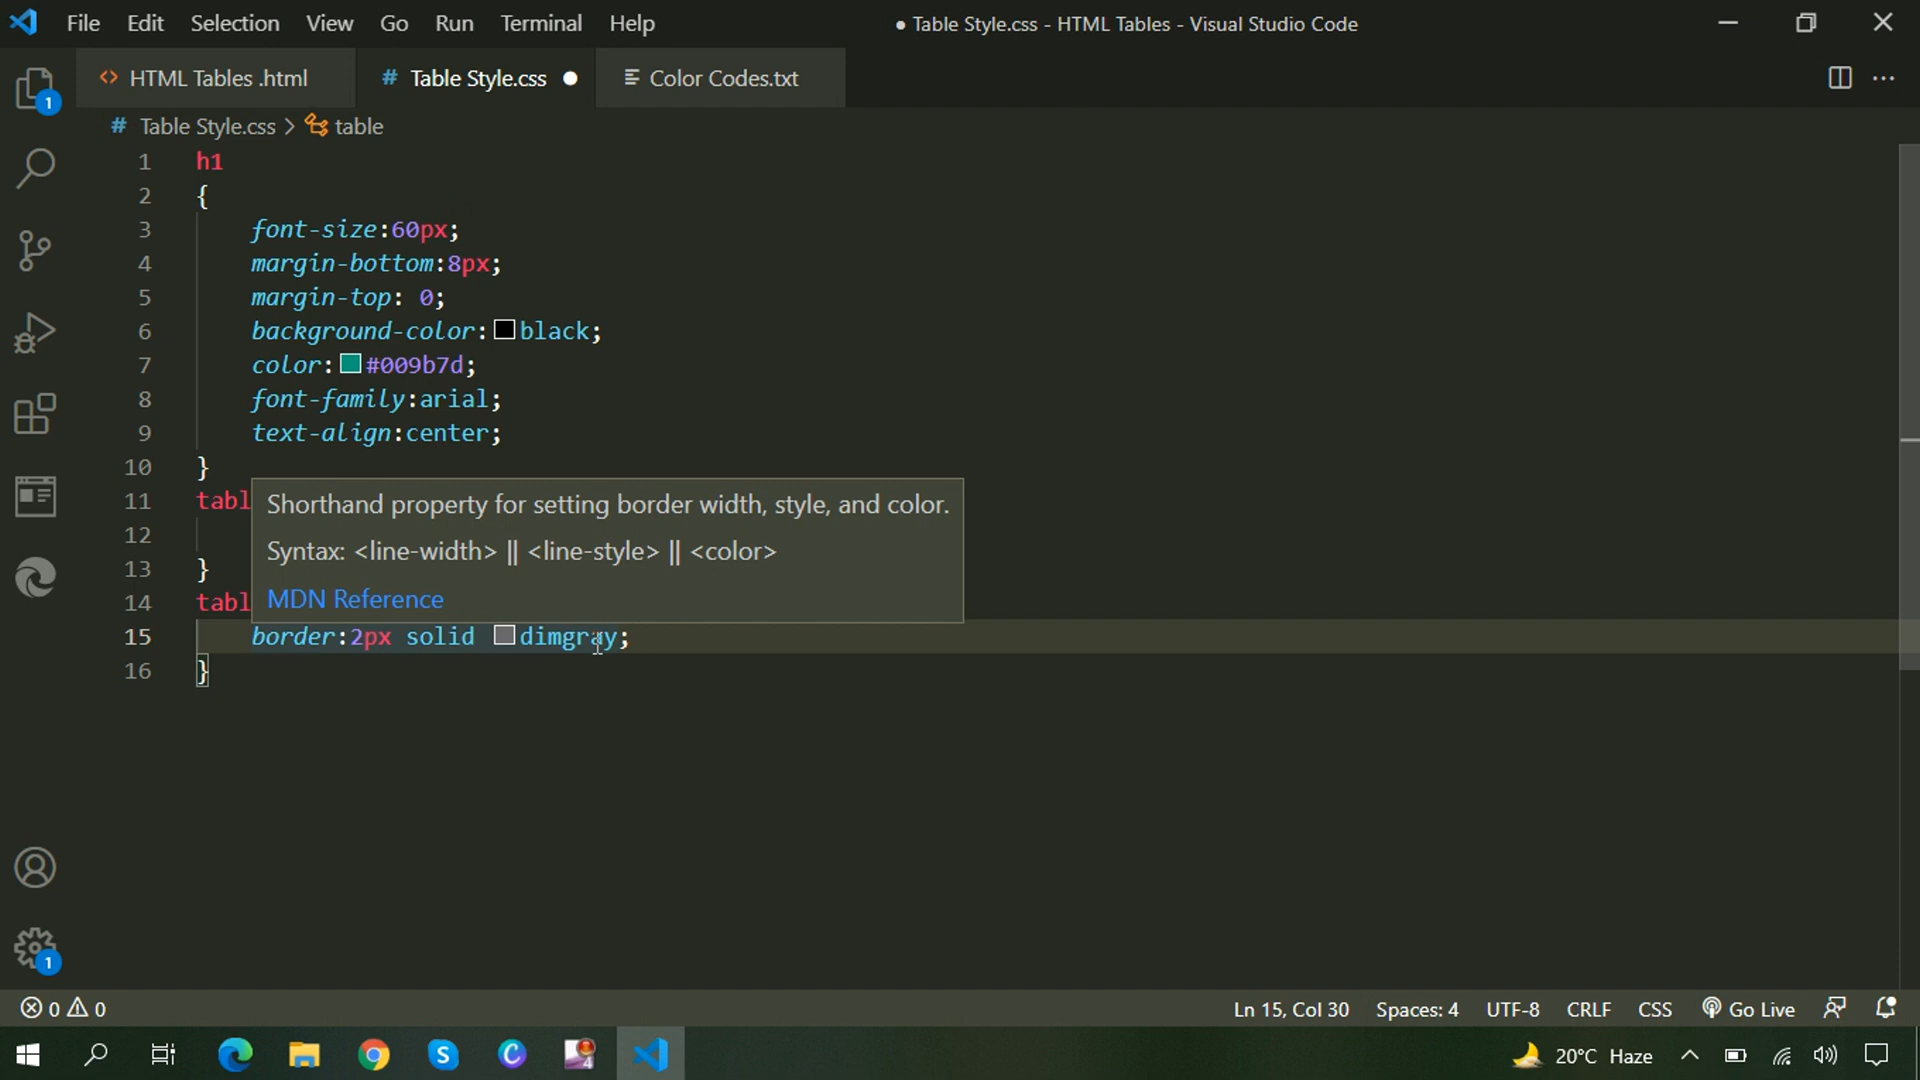 File Edit Selection View Go Run Terminal Help ● Table Style.css - HTML Tables - Visual Studio Code
<> HTML Tables .html # Table Style.css ● Color Codes.txt
1
# Table Style.css > table
1 h1
2 {
3 font-size:60px;
4 margin-bottom:8px;
5 margin-top: 0;
6 background-color:black;
7 color:#009b7d;
8 font-family:arial;
9 text-align:center;
10 }
11 tabl
Shorthand property for setting border width, style, and color.
12
Syntax: <line-width> || <line-style> || <color>
13 }
MDN Reference
14 tabl
15 border:2px solid dimgray;
16 }
1
0 0 Ln 15, Col 30 Spaces: 4 UTF-8 CRLF CSS Go Live
20°C Haze